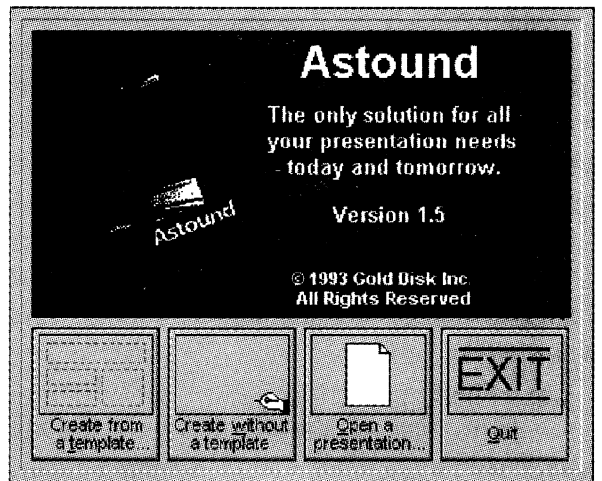 Astound
The only solution for all
your presentation needs
today and tomorrow.
Astound
Version 1.5
© 1993 Gold Disk Inc.
All Rights Reserved
EXIT
Create from
a template...
Create without
a template
Open a
presentation...
Quit